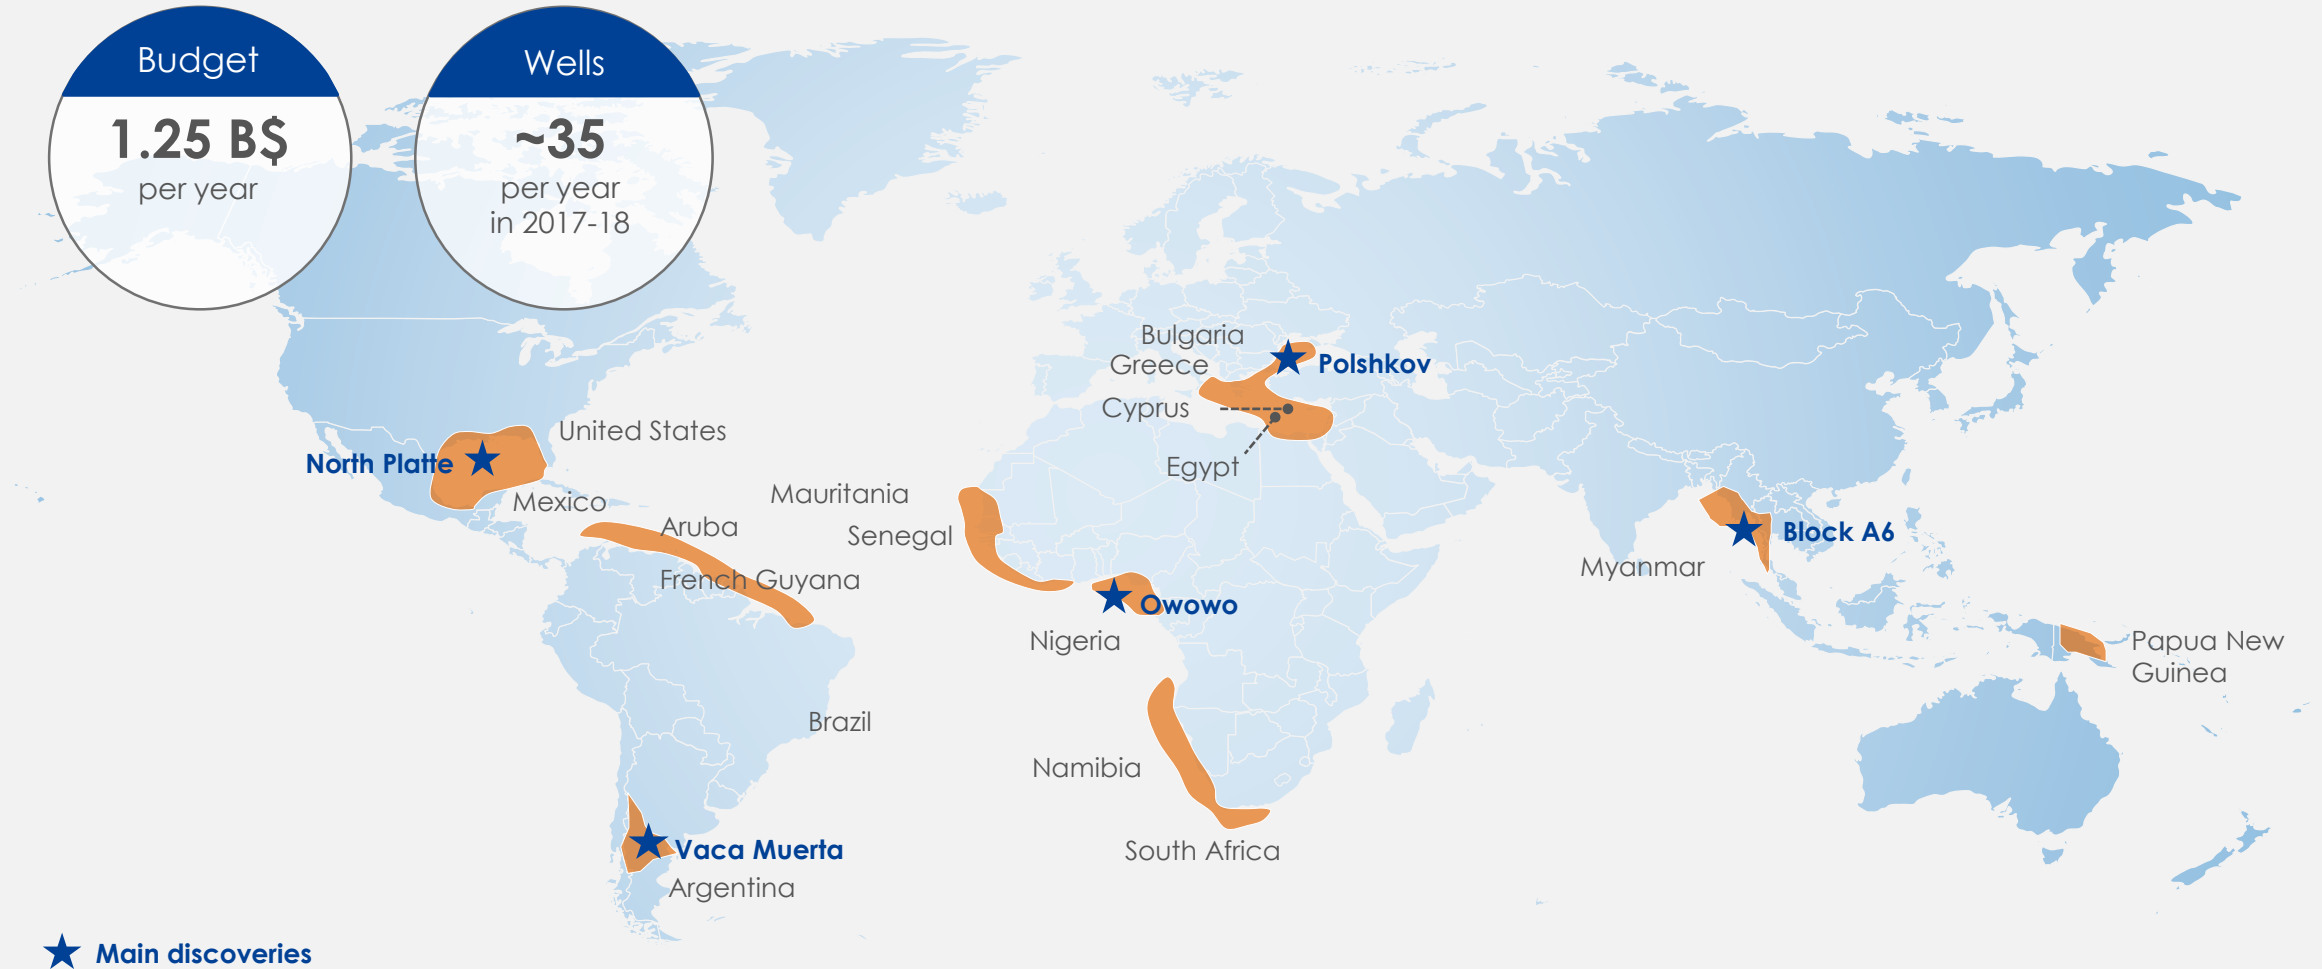 Budget
1.25 B$
per year
Wells
~35
per year
in 2017-18
Bulgaria
Greece
Polshkov
Cyprus
Egypt
United States
North Platte
Mexico
Mauritania
Aruba
Senegal
French Guyana
Block A6
Myanmar
Owowo
Nigeria
Papua New
Guinea
Brazil
Namibia
South Africa
Vaca Muerta
Argentina
Main discoveries